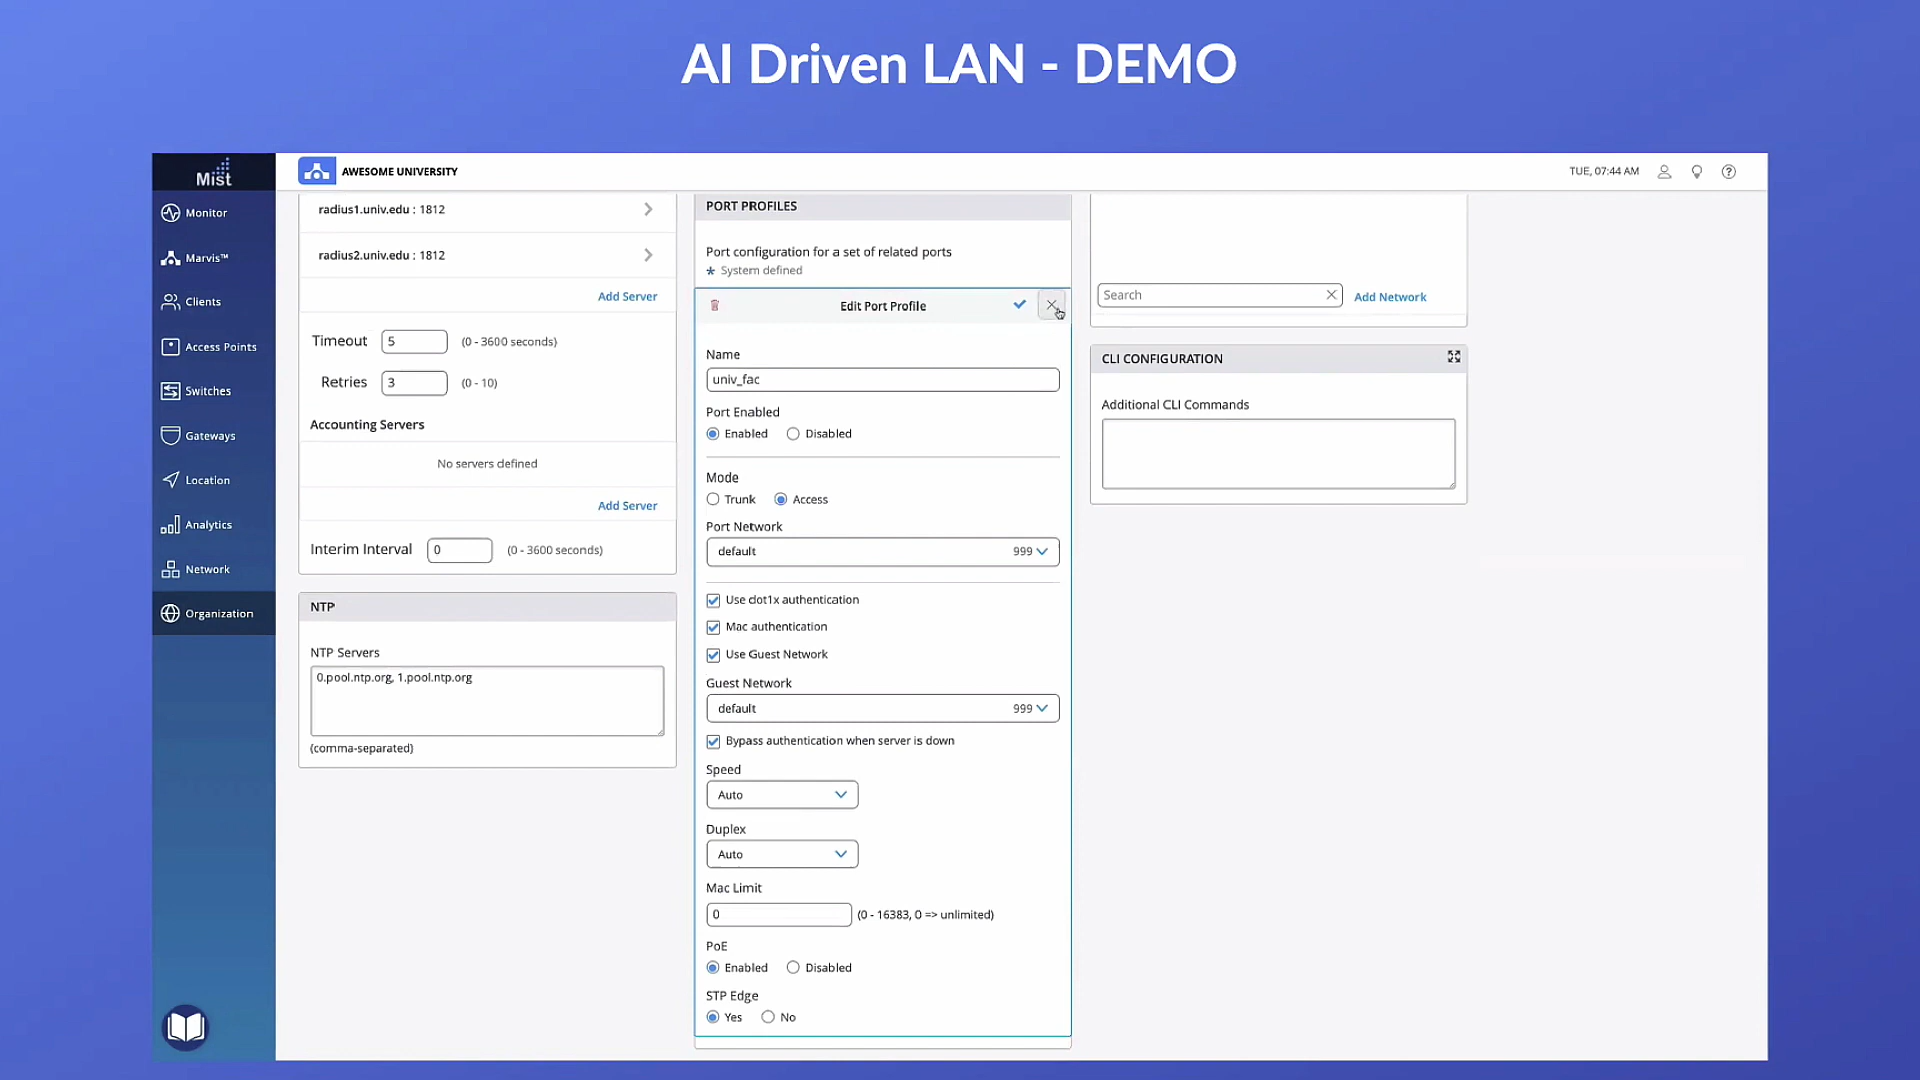 AI Driven LAN - DEMO
Mist
AWESOME UNIVERSITY
TUE, 07:44 AM
Monitor
Marvis™
Clients
Access Points
Switches
Gateways
Location
Analytics
Network
Organization
radius1.univ.edu : 1812
radius2.univ.edu : 1812
Add Server
Timeout 5 (0 - 3600 seconds)
Retries 3 (0 - 10)
Accounting Servers
No servers defined
Add Server
Interim Interval 0 (0 - 3600 seconds)
NTP
NTP Servers
0.pool.ntp.org, 1.pool.ntp.org
(comma-separated)
PORT PROFILES
Port configuration for a set of related ports
* System defined
Edit Port Profile
Name
univ_fac
Port Enabled
Enabled Disabled
Mode
Trunk Access
Port Network
default 999
Use dot1x authentication
Mac authentication
Use Guest Network
Guest Network
default 999
Bypass authentication when server is down
Speed
Auto
Duplex
Auto
Mac Limit
0 (0 - 16383, 0 => unlimited)
PoE
Enabled Disabled
STP Edge
Yes No
Search
Add Network
CLI CONFIGURATION
Additional CLI Commands